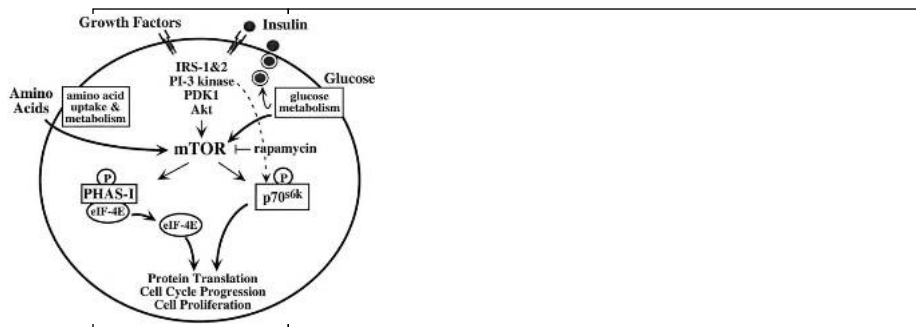 Growth Factors
Insulin
IRS-1&2
PI-3 kinase
PDK1
Akt
Glucose
glucose
metabolism
Amino
Acids
amino acid
uptake &
metabolism
mTOR
rapamycin
P
PHAS-I
eIF-4E
eIF-4E
P
p70s6k
Protein Translation
Cell Cycle Progression
Cell Proliferation